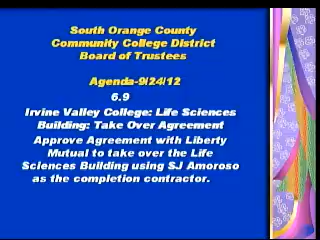 South Orange County
Community College District
Board of Trustees
Agenda-9/24/12
6.9
Irvine Valley College: Life Sciences
Building: Take Over Agreement
Approve Agreement with Liberty
Mutual to take over the Life
Sciences Building using SJ Amoroso
as the completion contractor.